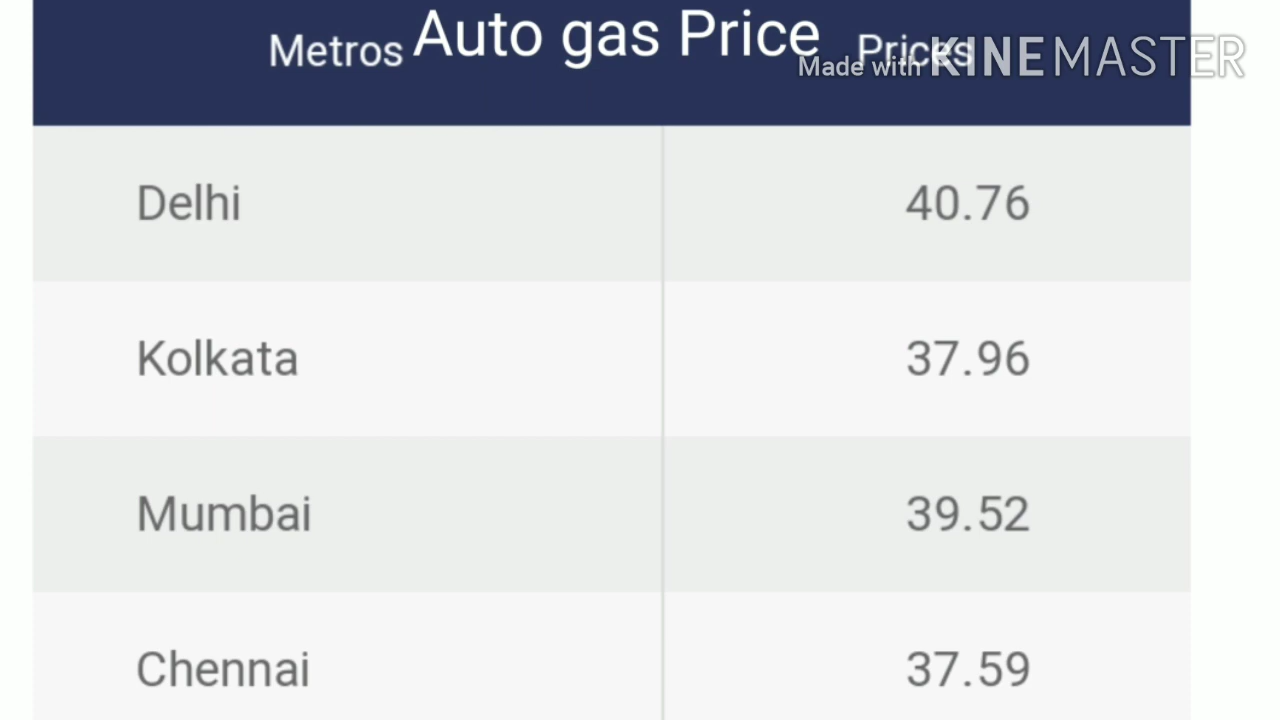 Auto gas Price
Metros Prices
Made with KINEMASTER
Delhi 40.76
Kolkata 37.96
Mumbai 39.52
Chennai 37.59